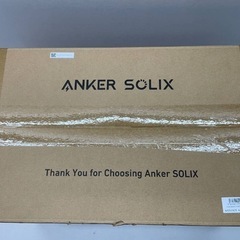 ANKER SOLIX
Thank You for Choosing Anker SOLIX